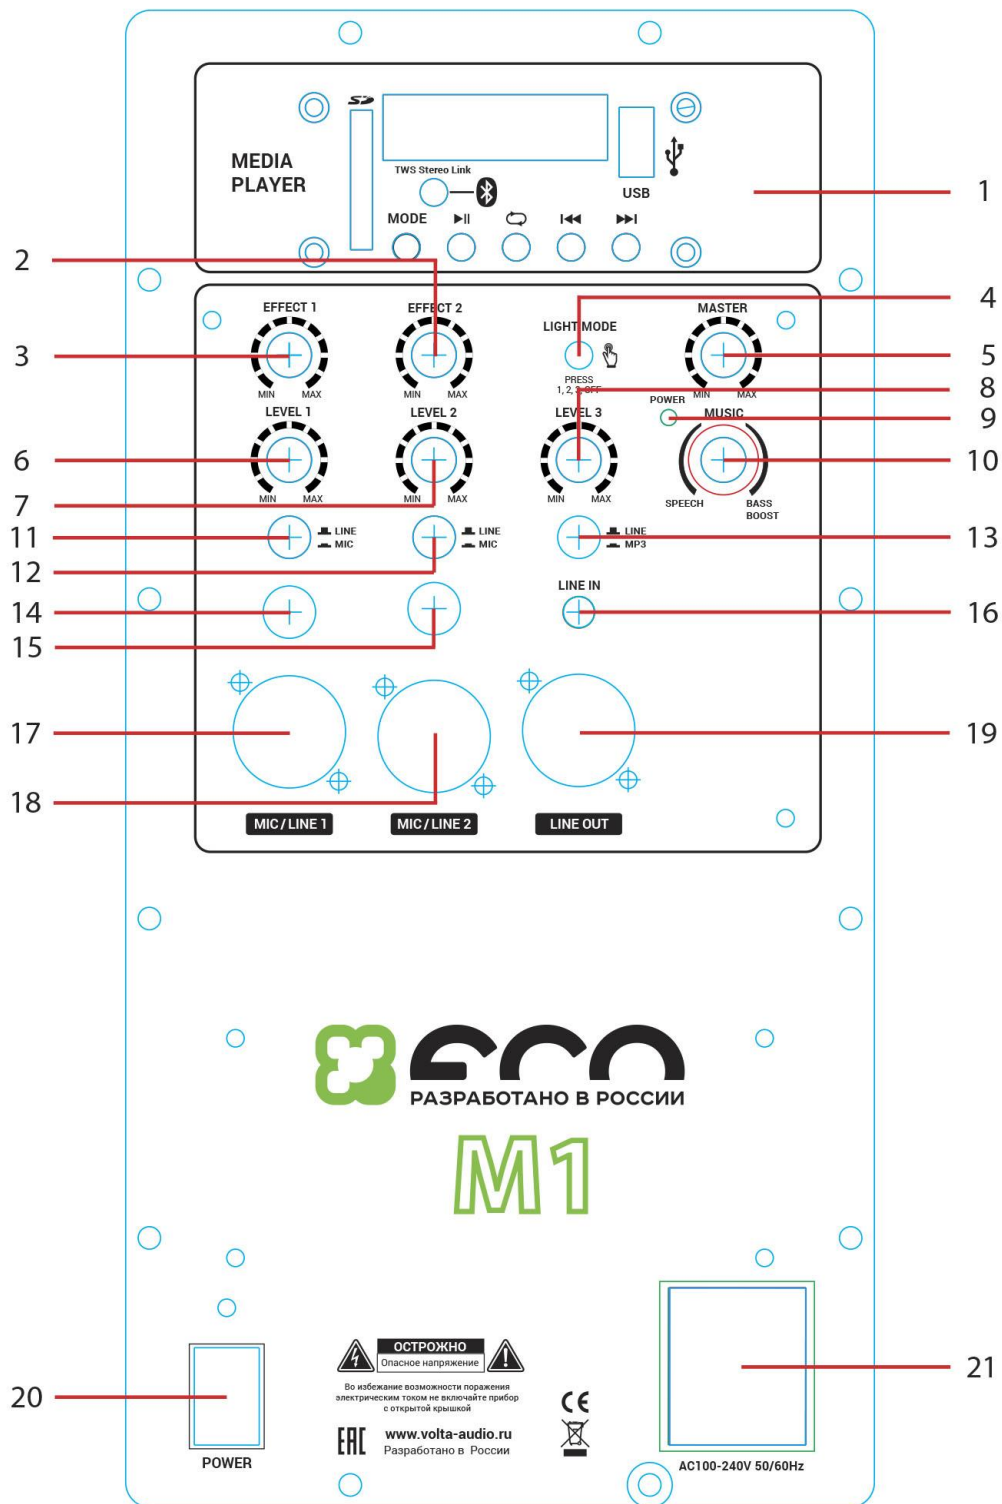 MEDIA
PLAYER
TWS Stereo Link
USB
MODE
1
2
EFFECT 1
EFFECT 2
LIGHT MODE
MASTER
4
3
5
MIN MAX
MIN MAX
PRESS
1, 2, 3, OFF
MIN MAX
8
POWER
9
LEVEL 1
LEVEL 2
LEVEL 3
MUSIC
6
10
MIN MAX
MIN MAX
MIN MAX
SPEECH
BASS
BOOST
7
11
LINE
MIC
LINE
MIC
LINE
MP3
13
12
LINE IN
14
16
15
17
19
18
MIC / LINE 1
MIC / LINE 2
LINE OUT
ECO
РАЗРАБОТАНО В РОССИИ
M1
ОСТРОЖНО
Опасное напряжение
Во избежание возможности поражения
электрическим током не включайте прибор
с открытой крышкой
EAC
www.volta-audio.ru
Разработано в России
CE
20
21
POWER
AC100-240V 50/60Hz